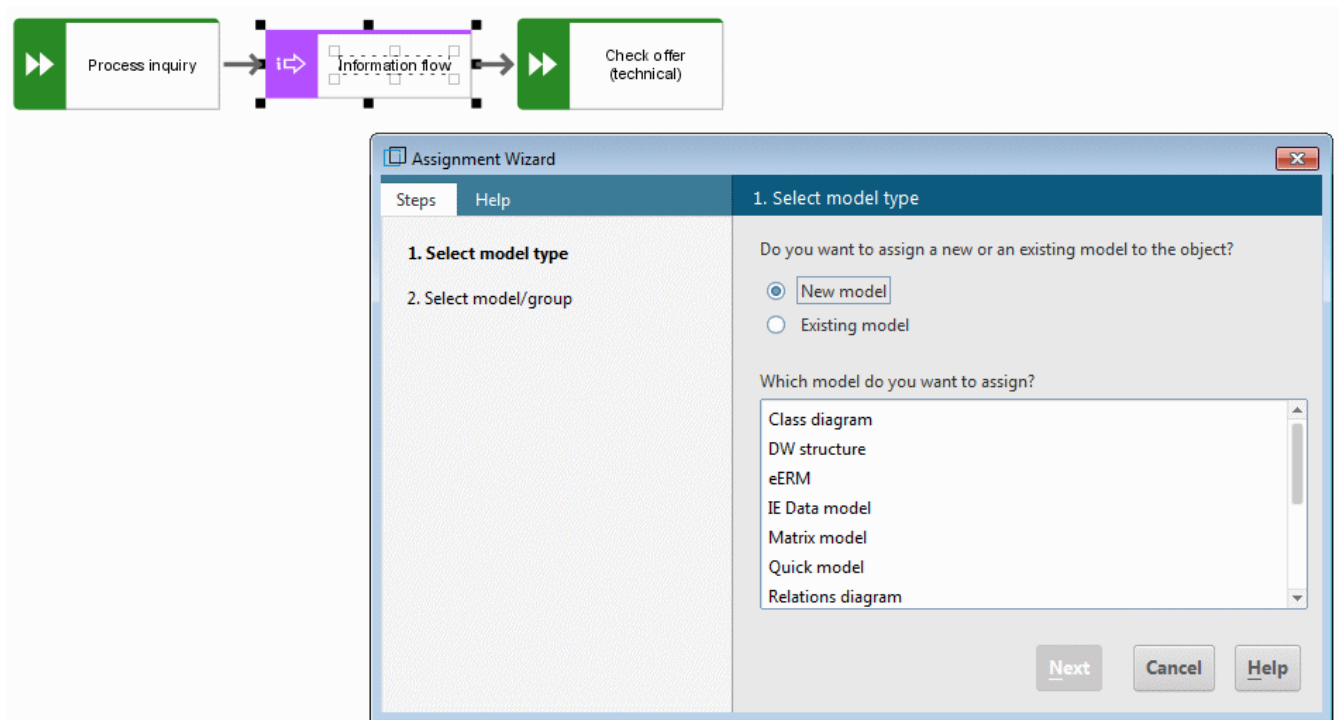 Process inquiry
Information flow
Check offer
(technical)
Assignment Wizard
Steps
Help
1. Select model type
1. Select model type
2. Select model/group
Do you want to assign a new or an existing model to the object?
New model
Existing model
Which model do you want to assign?
Class diagram
DW structure
eERM
IE Data model
Matrix model
Quick model
Relations diagram
Next
Cancel
Help